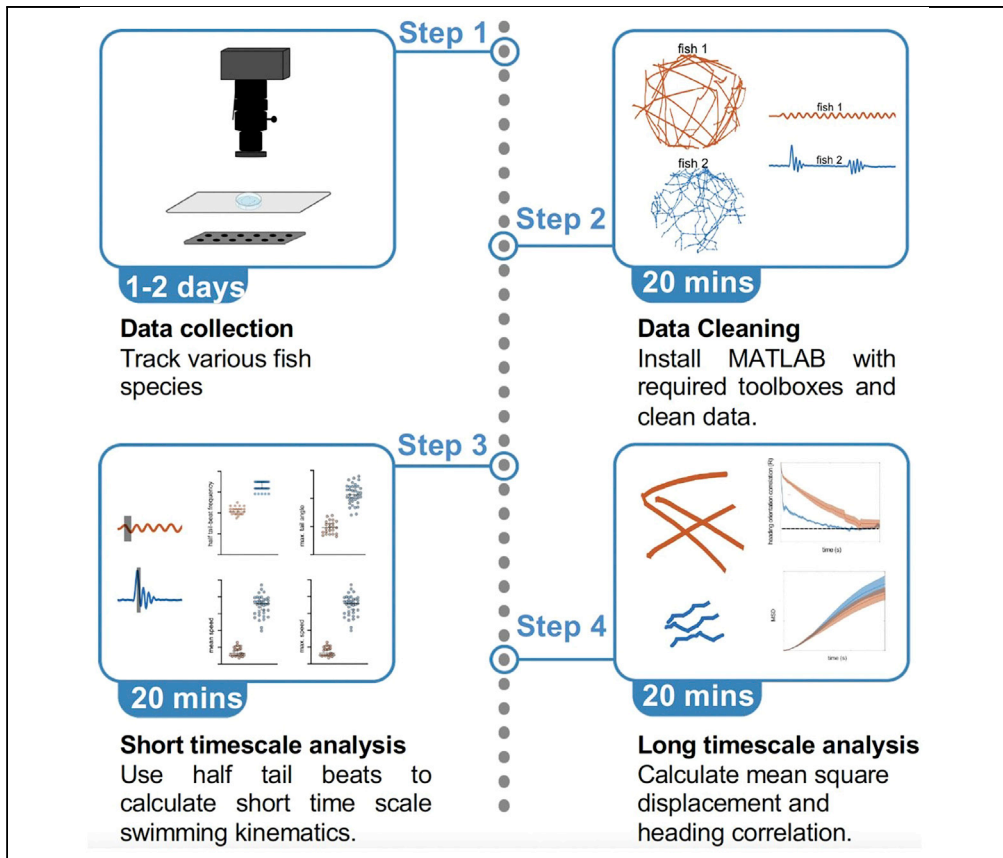 Step 1
1-2 days
Data collection
Track various fish
species
fish 1
fish 1
fish 2
fish 2
Step 2
20 mins
Data Cleaning
Install MATLAB with
required toolboxes and
clean data.
Step 3
half tail-beat frequency
max. tail angle
mean speed
max. speed
20 mins
Short timescale analysis
Use half tail beats to
calculate short time scale
swimming kinematics.
heading orientation correlation (R)
time (s)
MSD
time (s)
Step 4
20 mins
Long timescale analysis
Calculate mean square
displacement and
heading correlation.